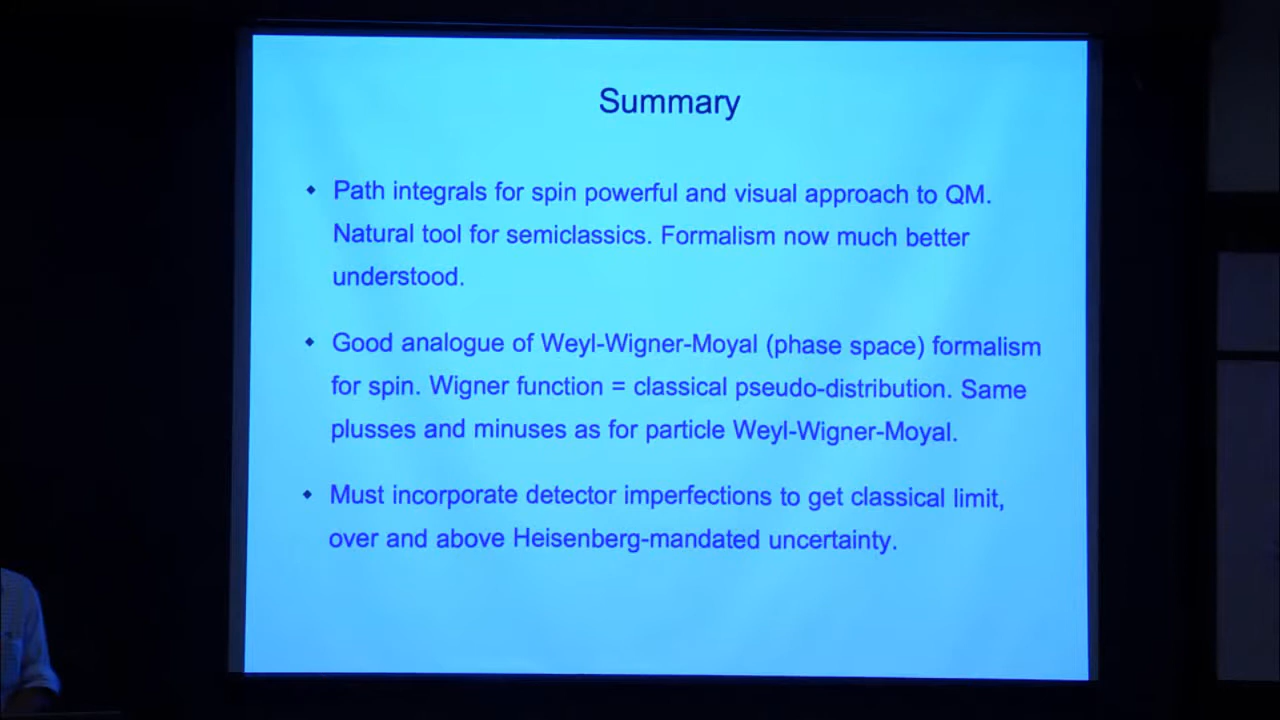 Summary
◆ Path integrals for spin powerful and visual approach to QM.
Natural tool for semiclassics. Formalism now much better
understood.
◆ Good analogue of Weyl-Wigner-Moyal (phase space) formalism
for spin. Wigner function = classical pseudo-distribution. Same
plusses and minuses as for particle Weyl-Wigner-Moyal.
◆ Must incorporate detector imperfections to get classical limit,
over and above Heisenberg-mandated uncertainty.